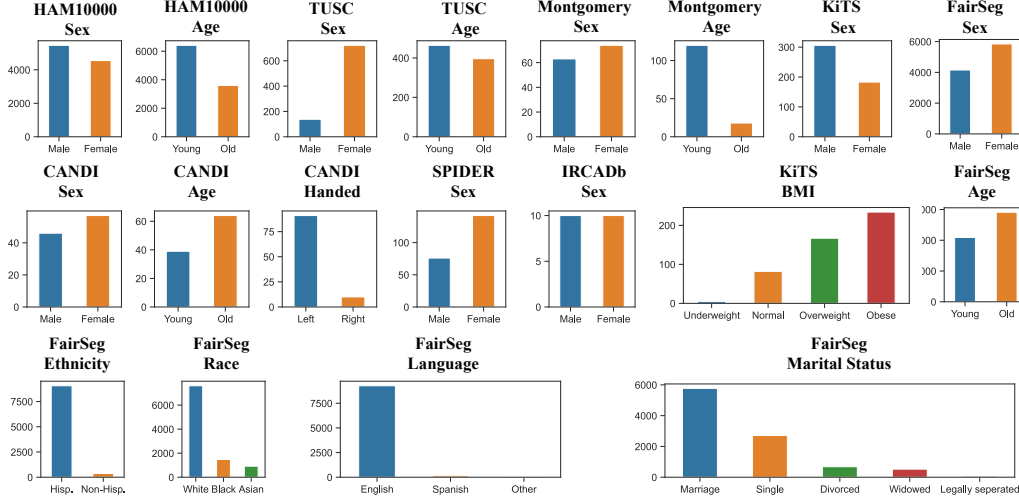 HAM10000
Sex
4000
2000
0
Male Female
HAM10000
Age
6000
4000
2000
0
Young Old
TUSC
Sex
600
400
200
0
Male Female
TUSC
Age
400
200
0
Young Old
Montgomery
Sex
60
40
20
0
Male Female
Montgomery
Age
100
50
0
Young Old
KiTS
Sex
300
200
100
0
Male Female
FairSeg
Sex
6000
4000
2000
0
Male Female
CANDI
Sex
40
20
0
Male Female
CANDI
Age
60
40
20
0
Young Old
CANDI
Handed
75
50
25
0
Left Right
SPIDER
Sex
100
50
0
Male Female
IRCADb
Sex
10
5
0
Male Female
KiTS
BMI
200
100
0
Underweight Normal Overweight Obese
FairSeg
Age
000
000
000
0
Young Old
FairSeg
Ethnicity
7500
5000
2500
0
Hisp. Non-Hisp.
FairSeg
Race
6000
4000
2000
0
White Black Asian
FairSeg
Language
7500
5000
2500
0
English Spanish Other
FairSeg
Marital Status
6000
4000
2000
0
Marriage Single Divorced Widowed Legally seperated